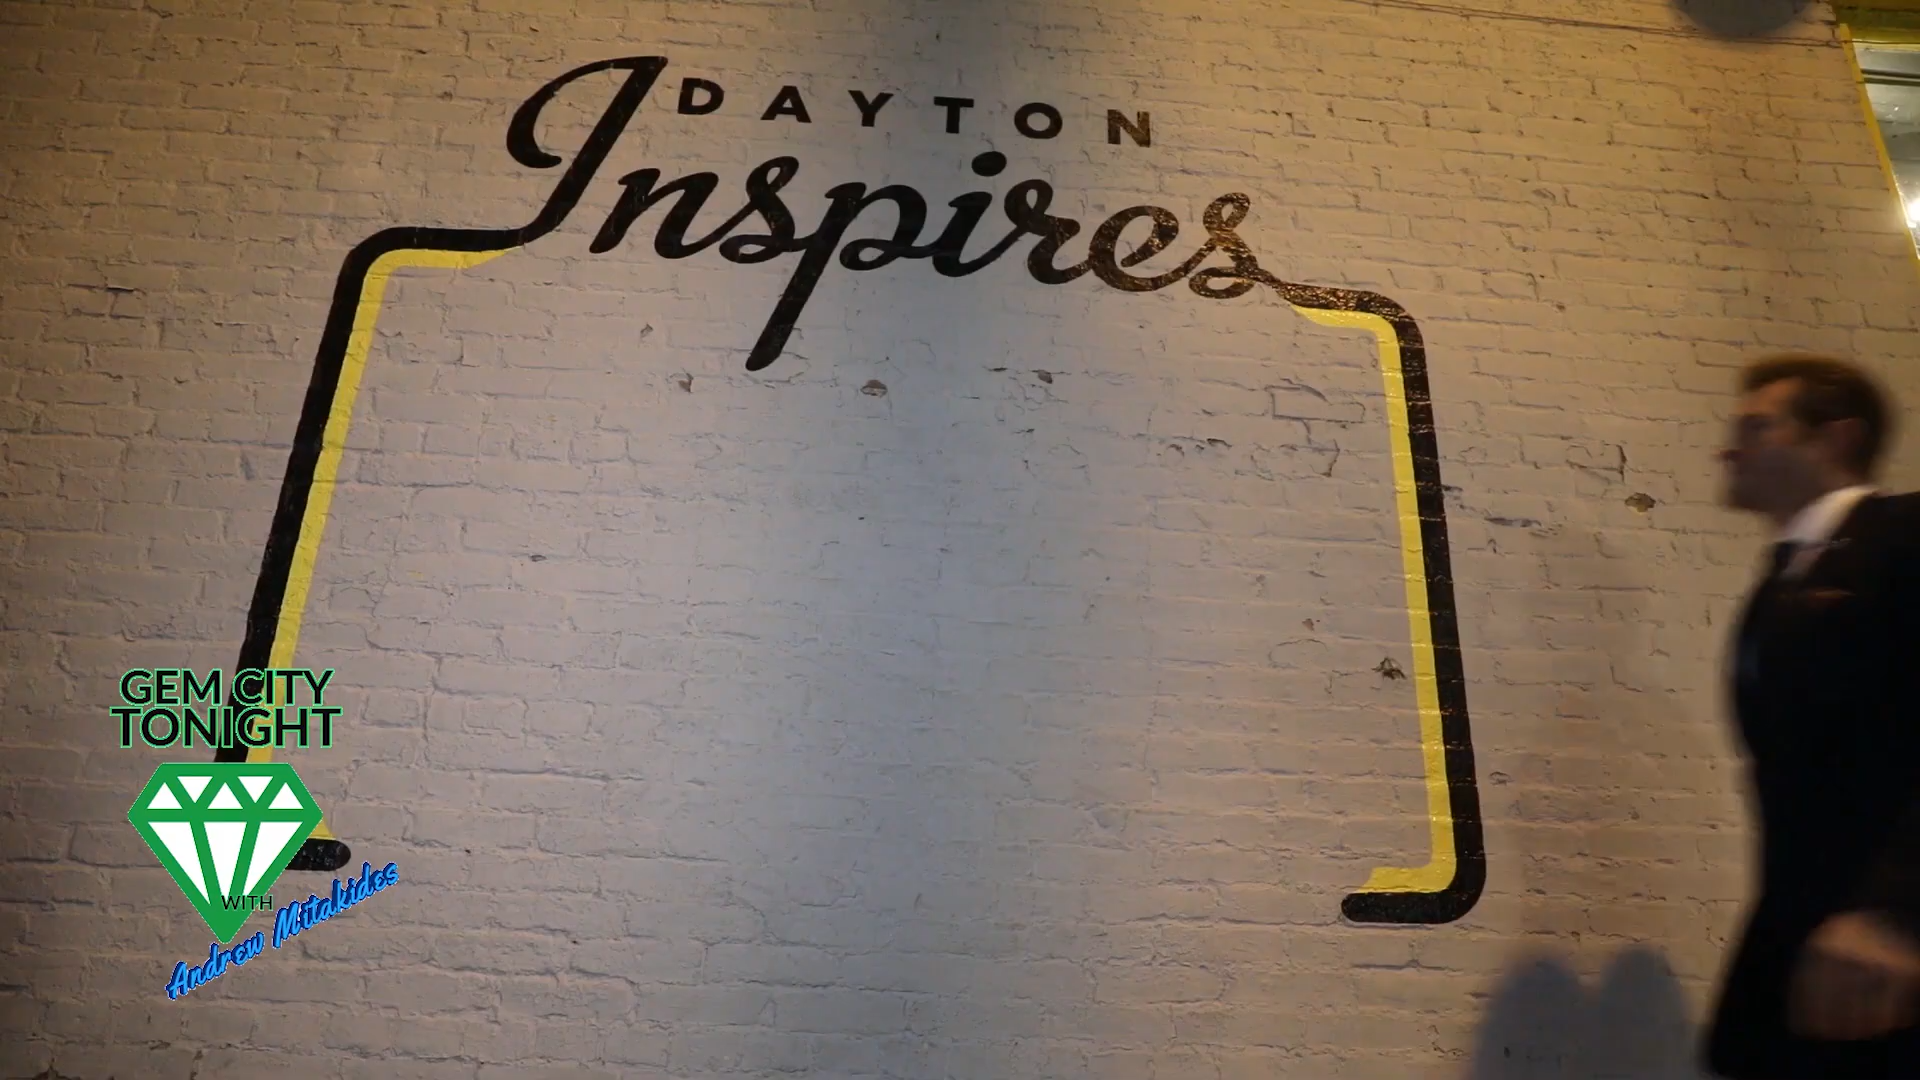 DAYTON
Inspires
GEM CITY
TONIGHT
WITH
Andrew Mitakides